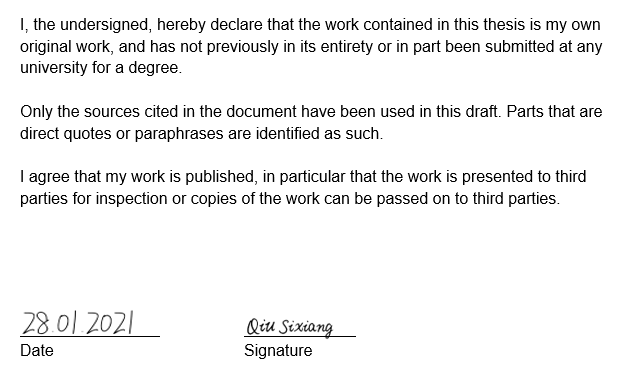 I, the undersigned, hereby declare that the work contained in this thesis is my own
original work, and has not previously in its entirety or in part been submitted at any
university for a degree.
Only the sources cited in the document have been used in this draft. Parts that are
direct quotes or paraphrases are identified as such.
I agree that my work is published, in particular that the work is presented to third
parties for inspection or copies of the work can be passed on to third parties.
28.01.2021 Qiu Sixiang
Date Signature